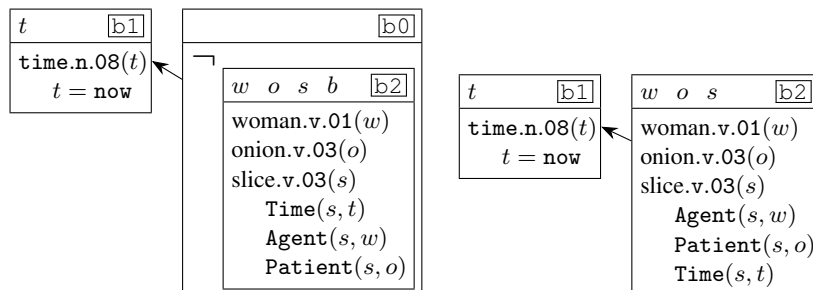 t b1
time.n.08(t)
t = now
b0
¬
w o s b b2
woman.v.01(w)
onion.v.03(o)
slice.v.03(s)
Time(s, t)
Agent(s, w)
Patient(s, o)
t b1
time.n.08(t)
t = now
w o s b2
woman.v.01(w)
onion.v.03(o)
slice.v.03(s)
Agent(s, w)
Patient(s, o)
Time(s, t)